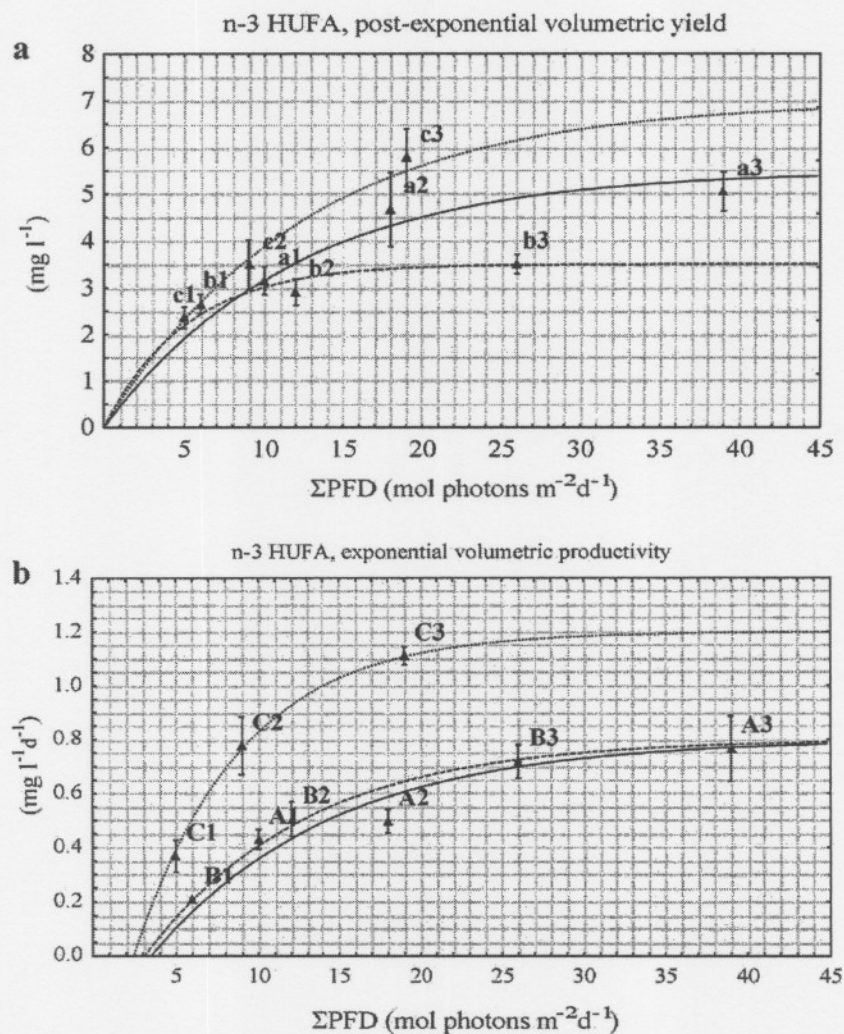 n-3 HUFA, post-exponential volumetric yield
a
8
7
6
5
4
3
2
1
0
(mg l⁻¹)
c3
a2
a3
c2
a1
b3
b2
b1
c1
5 10 15 20 25 30 35 40 45
ΣPFD (mol photons m⁻²d⁻¹)
n-3 HUFA, exponential volumetric productivity
b
1.4
1.2
1.0
0.8
0.6
0.4
0.2
0.0
(mg l⁻¹d⁻¹)
C3
C2
B3
A3
B2
A2
A1
C1
B1
5 10 15 20 25 30 35 40 45
ΣPFD (mol photons m⁻²d⁻¹)